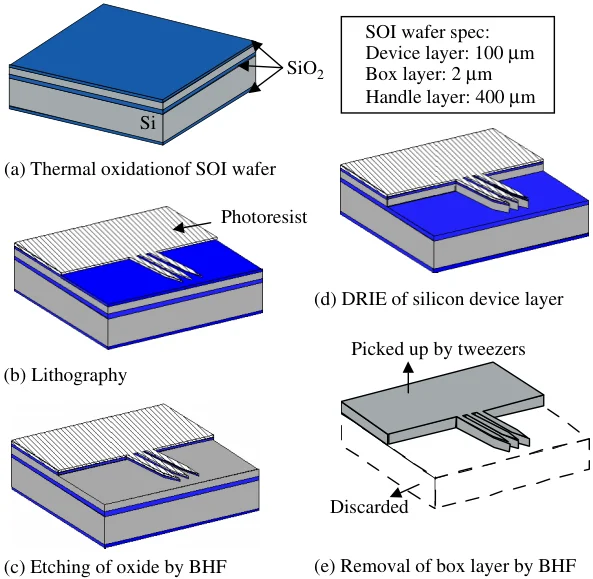 SiO2
Si
(a) Thermal oxidationof SOI wafer
SOI wafer spec:
Device layer: 100 μm
Box layer: 2 μm
Handle layer: 400 μm
Photoresist
(b) Lithography
(c) Etching of oxide by BHF
(d) DRIE of silicon device layer
Picked up by tweezers
Discarded
(e) Removal of box layer by BHF